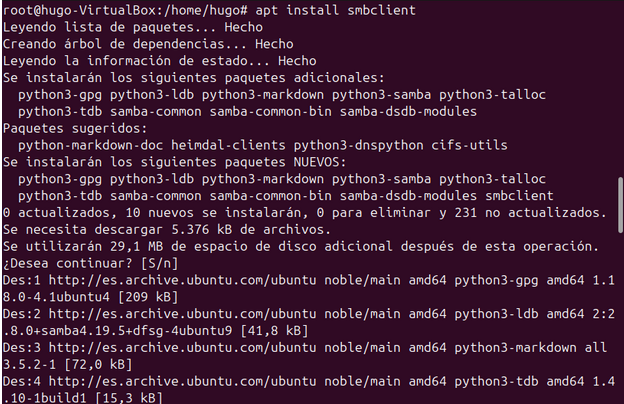 root@hugo-VirtualBox:/home/hugo# apt install smbclient
Leyendo lista de paquetes... Hecho
Creando árbol de dependencias... Hecho
Leyendo la información de estado... Hecho
Se instalarán los siguientes paquetes adicionales:
  python3-gpg python3-ldb python3-markdown python3-samba python3-talloc
  python3-tdb samba-common samba-common-bin samba-dsdb-modules
Paquetes sugeridos:
  python-markdown-doc heimdal-clients python3-dnspython cifs-utils
Se instalarán los siguientes paquetes NUEVOS:
  python3-gpg python3-ldb python3-markdown python3-samba python3-talloc
  python3-tdb samba-common samba-common-bin samba-dsdb-modules smbclient
0 actualizados, 10 nuevos se instalarán, 0 para eliminar y 231 no actualizados.
Se necesita descargar 5.376 kB de archivos.
Se utilizarán 29,1 MB de espacio de disco adicional después de esta operación.
¿Desea continuar? [S/n]
Des:1 http://es.archive.ubuntu.com/ubuntu noble/main amd64 python3-gpg amd64 1.1
8.0-4.1ubuntu4 [209 kB]
Des:2 http://es.archive.ubuntu.com/ubuntu noble/main amd64 python3-ldb amd64 2:2
.8.0+samba4.19.5+dfsg-4ubuntu9 [41,8 kB]
Des:3 http://es.archive.ubuntu.com/ubuntu noble/main amd64 python3-markdown all
3.5.2-1 [72,0 kB]
Des:4 http://es.archive.ubuntu.com/ubuntu noble/main amd64 python3-tdb amd64 1.4
.10-1build1 [15,3 kB]